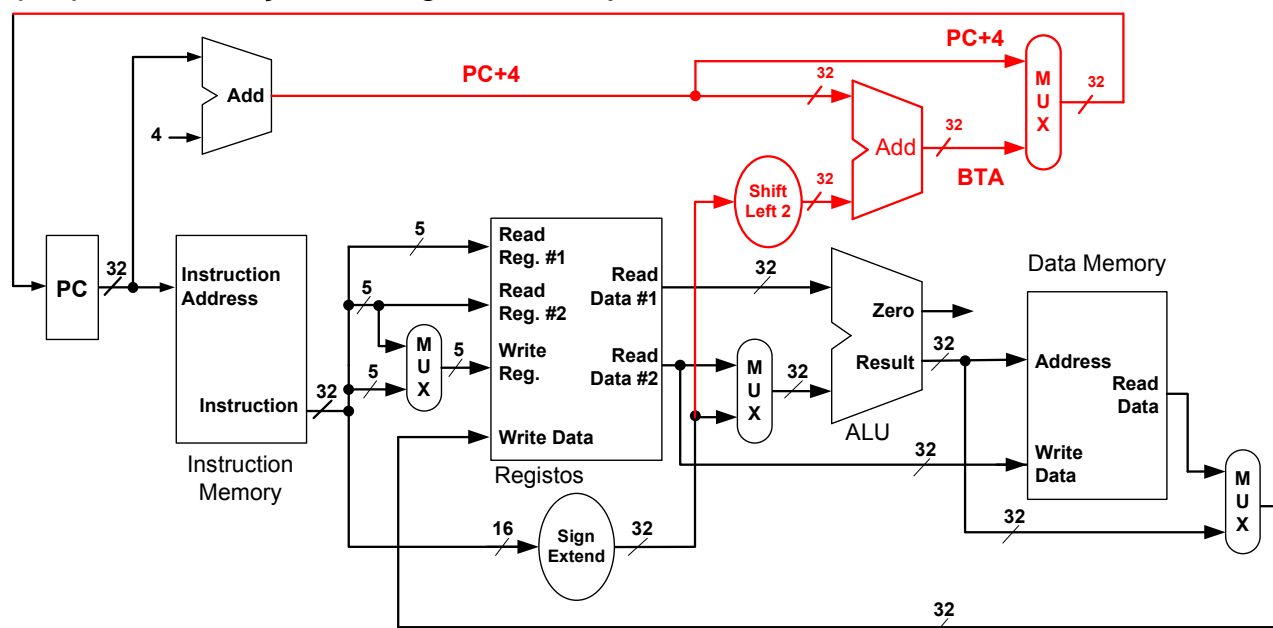 PC+4
PC+4
32
M
U
X
32
Add
4
32
Add
32
BTA
Shift
Left 2
32
PC
32
Instruction
Address
Instruction
32
Instruction
Memory
5
5
5
M
U
X
5
Read
Reg. #1
Read
Reg. #2
Write
Reg.
Write Data
Read
Data #1
Read
Data #2
Registos
32
M
U
X
32
Zero
Result
ALU
32
Data Memory
Address
Read
Data
Write
Data
32
32
M
U
X
16
Sign
Extend
32
32